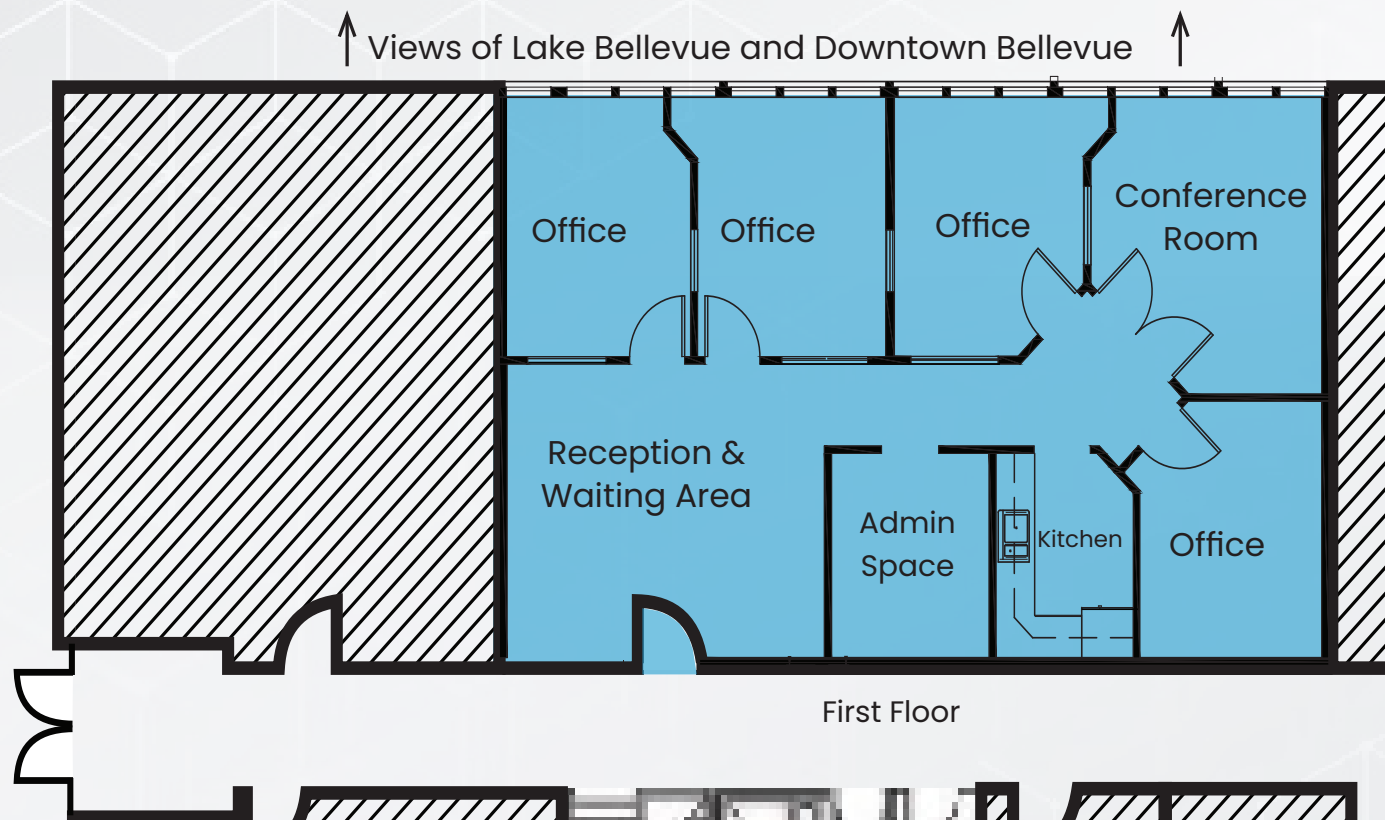 Views of Lake Bellevue and Downtown Bellevue
Office
Office
Office
Conference
Room
Reception &
Waiting Area
Admin
Space
Kitchen
Office
First Floor